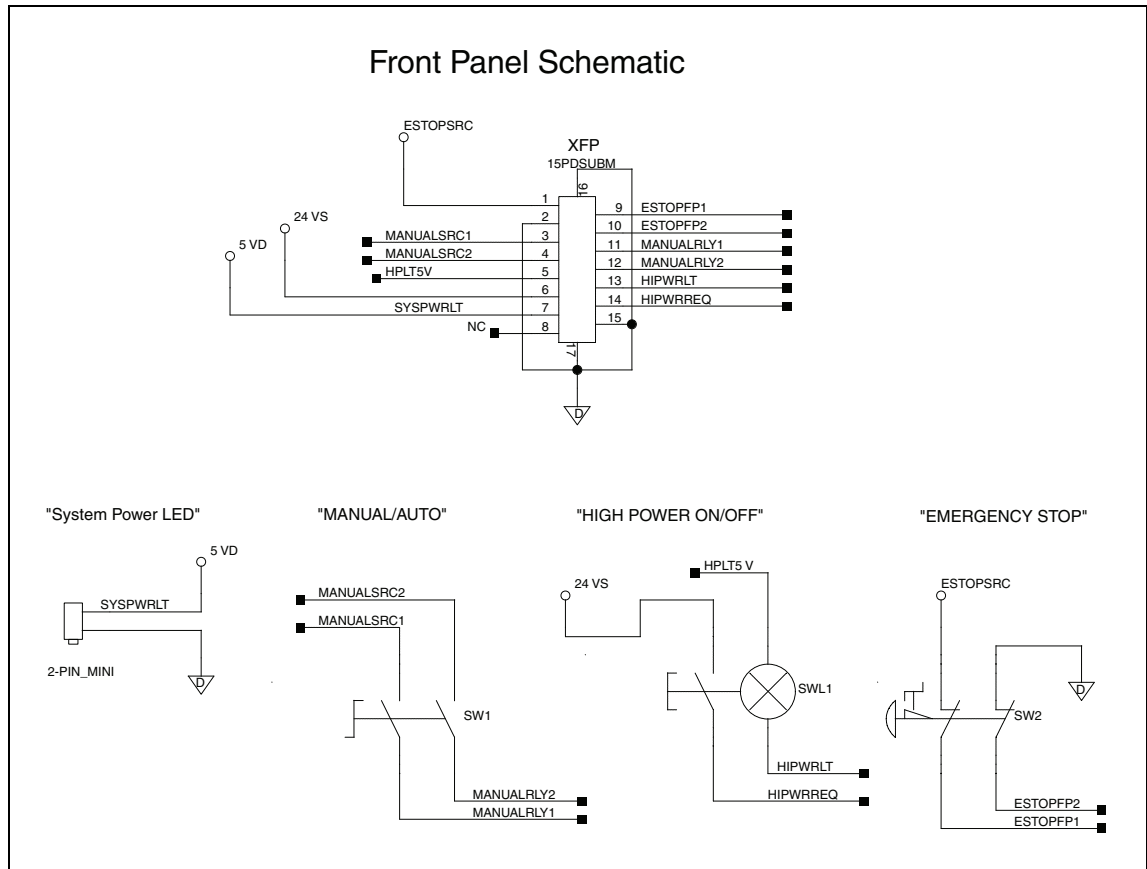 Front Panel Schematic
ESTOPSRC
XFP
15PDSUBM
16
24 VS
5 VD
1
2
MANUALSRC1 3
MANUALSRC2 4
HPLT5V 5
6
SYSPWRLT 7
NC 8
9 ESTOPFP1
10 ESTOPFP2
11 MANUALRLY1
12 MANUALRLY2
13 HIPWRLT
14 HIPWRREQ
15
17
D
"System Power LED"
5 VD
SYSPWRLT
2-PIN_MINI
D
"MANUAL/AUTO"
MANUALSRC2
MANUALSRC1
SW1
MANUALRLY2
MANUALRLY1
"HIGH POWER ON/OFF"
HPLT5 V
24 VS
SWL1
HIPWRLT
HIPWRREQ
"EMERGENCY STOP"
ESTOPSRC
D
SW2
ESTOPFP2
ESTOPFP1